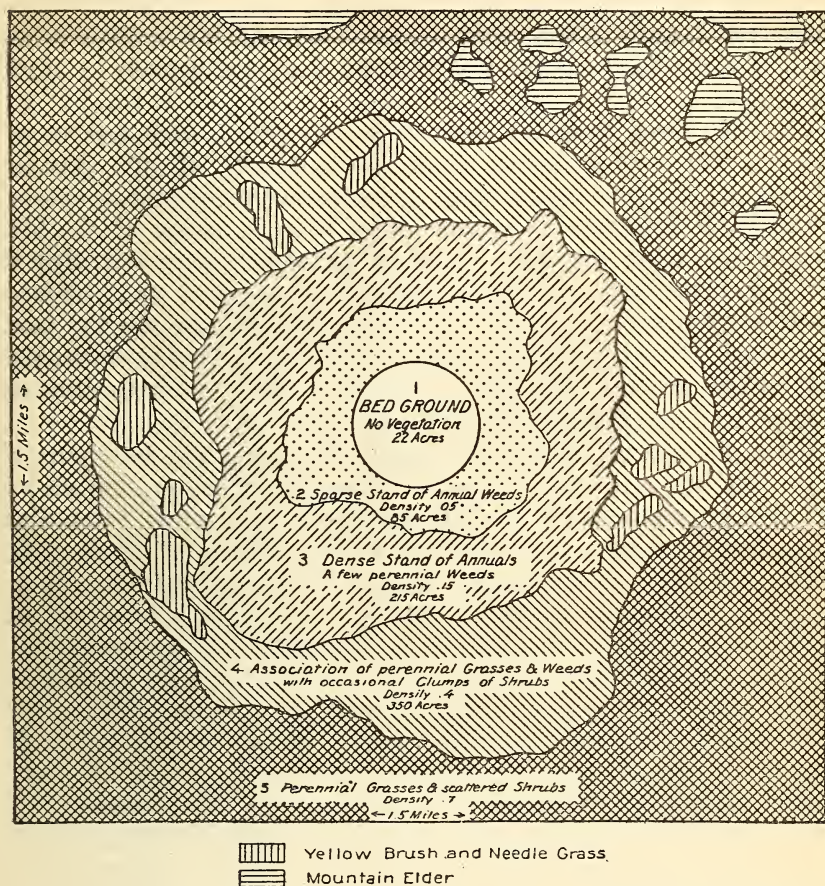 1
BED GROUND
No Vegetation
22 Acres
← 1.5 Miles →
2 Sparse Stand of Annual Weeds
Density 05
85 Acres
3 Dense Stand of Annuals
A few perennial Weeds
Density .15
215 Acres
4 Association of perennial Grasses & Weeds
with occasional Clumps of Shrubs
Density .4
350 Acres
5 Perennial Grasses & scattered Shrubs
Density .7
← 1.5 Miles →
Yellow Brush and Needle Grass
Mountain Elder